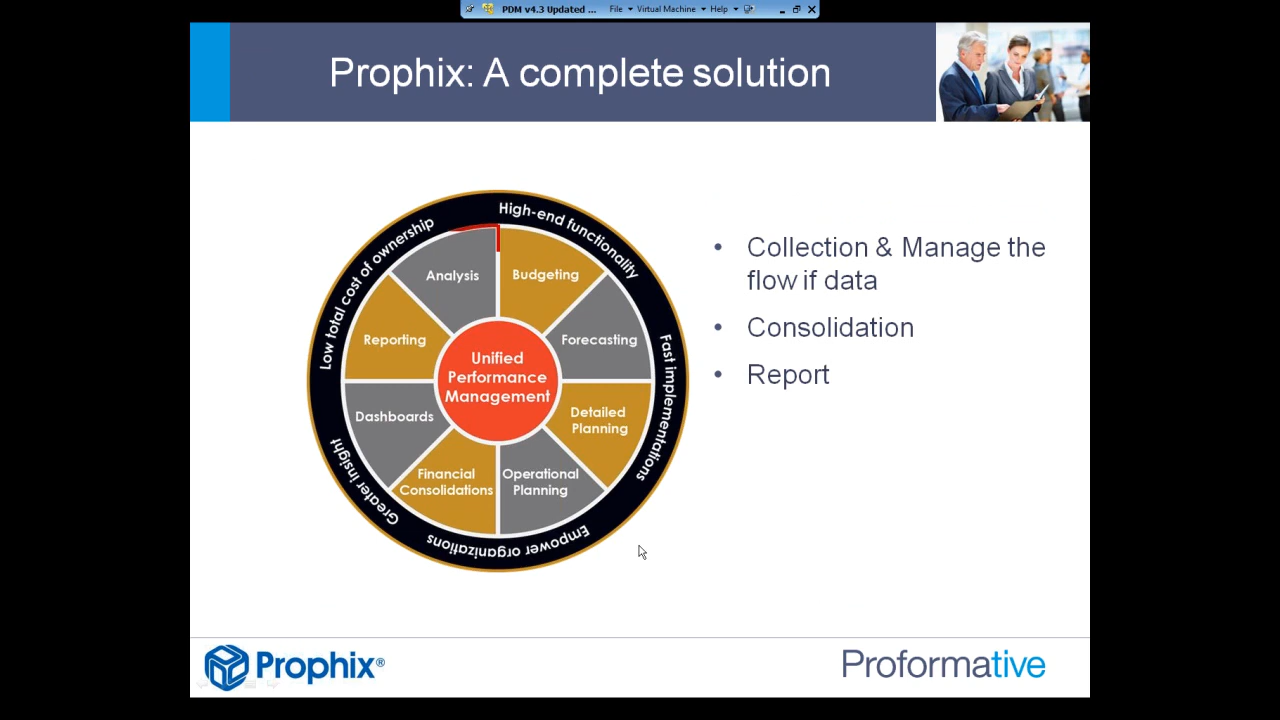 PDM v4.3 Updated ...
File
Virtual Machine
Help
Prophix: A complete solution
Low total cost of ownership
High-end functionality
Fast implementations
Empower organizations
Greater insight
Analysis
Budgeting
Reporting
Forecasting
Unified
Performance
Management
Dashboards
Detailed
Planning
Financial
Consolidations
Operational
Planning
• Collection & Manage the
flow if data
• Consolidation
• Report
Prophix®
Proformative